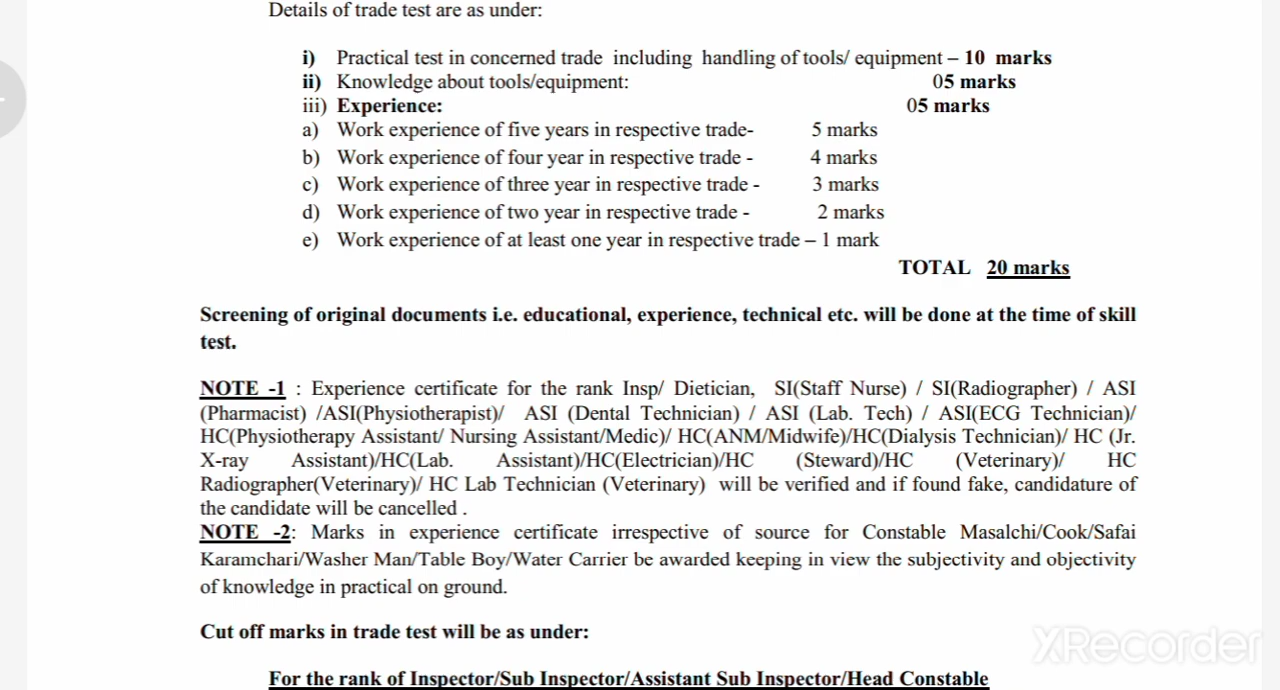 Details of trade test are as under:
i) Practical test in concerned trade including handling of tools/ equipment – 10 marks
ii) Knowledge about tools/equipment: 05 marks
iii) Experience: 05 marks
a) Work experience of five years in respective trade- 5 marks
b) Work experience of four year in respective trade - 4 marks
c) Work experience of three year in respective trade - 3 marks
d) Work experience of two year in respective trade - 2 marks
e) Work experience of at least one year in respective trade – 1 mark
TOTAL 20 marks
Screening of original documents i.e. educational, experience, technical etc. will be done at the time of skill
test.
NOTE -1 : Experience certificate for the rank Insp/ Dietician, SI(Staff Nurse) / SI(Radiographer) / ASI
(Pharmacist) /ASI(Physiotherapist)/ ASI (Dental Technician) / ASI (Lab. Tech) / ASI(ECG Technician)/
HC(Physiotherapy Assistant/ Nursing Assistant/Medic)/ HC(ANM/Midwife)/HC(Dialysis Technician)/ HC (Jr.
X-ray Assistant)/HC(Lab. Assistant)/HC(Electrician)/HC (Steward)/HC (Veterinary)/ HC
Radiographer(Veterinary)/ HC Lab Technician (Veterinary) will be verified and if found fake, candidature of
the candidate will be cancelled .
NOTE -2: Marks in experience certificate irrespective of source for Constable Masalchi/Cook/Safai
Karamchari/Washer Man/Table Boy/Water Carrier be awarded keeping in view the subjectivity and objectivity
of knowledge in practical on ground.
Cut off marks in trade test will be as under:
XRecorder
For the rank of Inspector/Sub Inspector/Assistant Sub Inspector/Head Constable